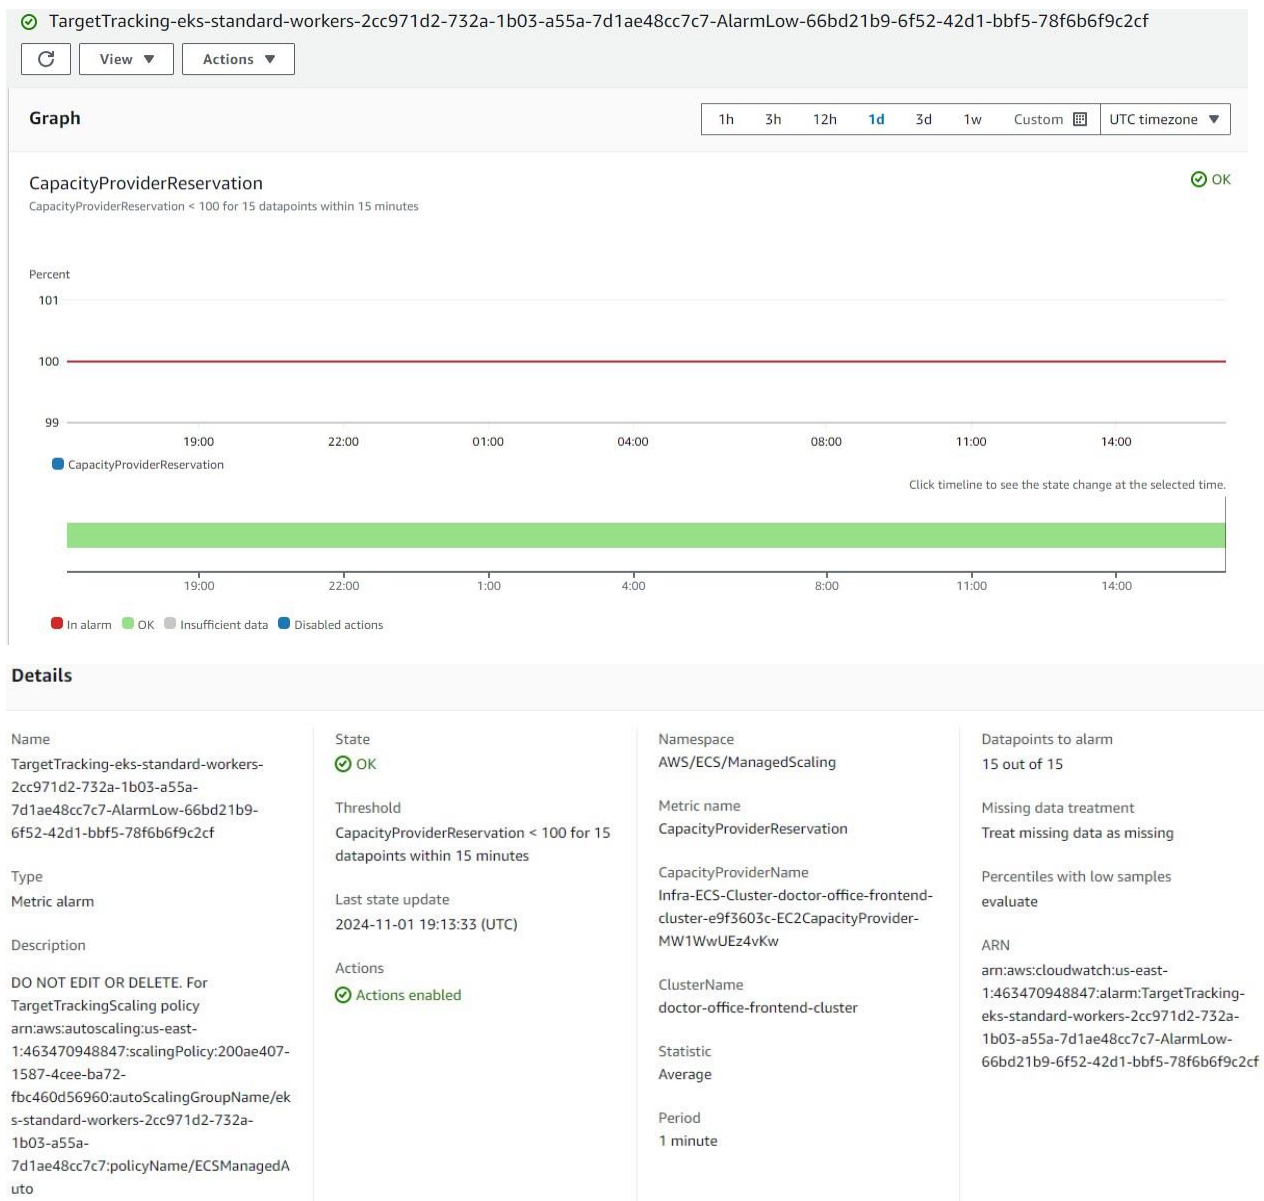 TargetTracking-eks-standard-workers-2cc971d2-732a-1b03-a55a-7d1ae48cc7c7-AlarmLow-66bd21b9-6f52-42d1-bbf5-78f6b6f9c2cf
View ▼ Actions ▼
Graph
1h 3h 12h 1d 3d 1w Custom UTC timezone ▼
CapacityProviderReservation
OK
CapacityProviderReservation < 100 for 15 datapoints within 15 minutes
Percent
101
100
99
19:00 22:00 01:00 04:00 08:00 11:00 14:00
CapacityProviderReservation
Click timeline to see the state change at the selected time.
19:00 22:00 1:00 4:00 8:00 11:00 14:00
In alarm OK Insufficient data Disabled actions
Details
Name
TargetTracking-eks-standard-workers-
2cc971d2-732a-1b03-a55a-
7d1ae48cc7c7-AlarmLow-66bd21b9-
6f52-42d1-bbf5-78f6b6f9c2cf
Type
Metric alarm
Description
DO NOT EDIT OR DELETE. For
TargetTrackingScaling policy
arn:aws:autoscaling:us-east-
1:463470948847:scalingPolicy:200ae407-
1587-4cee-ba72-
fbc460d56960:autoScalingGroupName/ek
s-standard-workers-2cc971d2-732a-
1b03-a55a-
7d1ae48cc7c7:policyName/ECSManagedA
uto
State
OK
Threshold
CapacityProviderReservation < 100 for 15
datapoints within 15 minutes
Last state update
2024-11-01 19:13:33 (UTC)
Actions
Actions enabled
Namespace
AWS/ECS/ManagedScaling
Metric name
CapacityProviderReservation
CapacityProviderName
Infra-ECS-Cluster-doctor-office-frontend-
cluster-e9f3603c-EC2CapacityProvider-
MW1WwUEz4vKw
ClusterName
doctor-office-frontend-cluster
Statistic
Average
Period
1 minute
Datapoints to alarm
15 out of 15
Missing data treatment
Treat missing data as missing
Percentiles with low samples
evaluate
ARN
arn:aws:cloudwatch:us-east-
1:463470948847:alarm:TargetTracking-
eks-standard-workers-2cc971d2-732a-
1b03-a55a-7d1ae48cc7c7-AlarmLow-
66bd21b9-6f52-42d1-bbf5-78f6b6f9c2cf